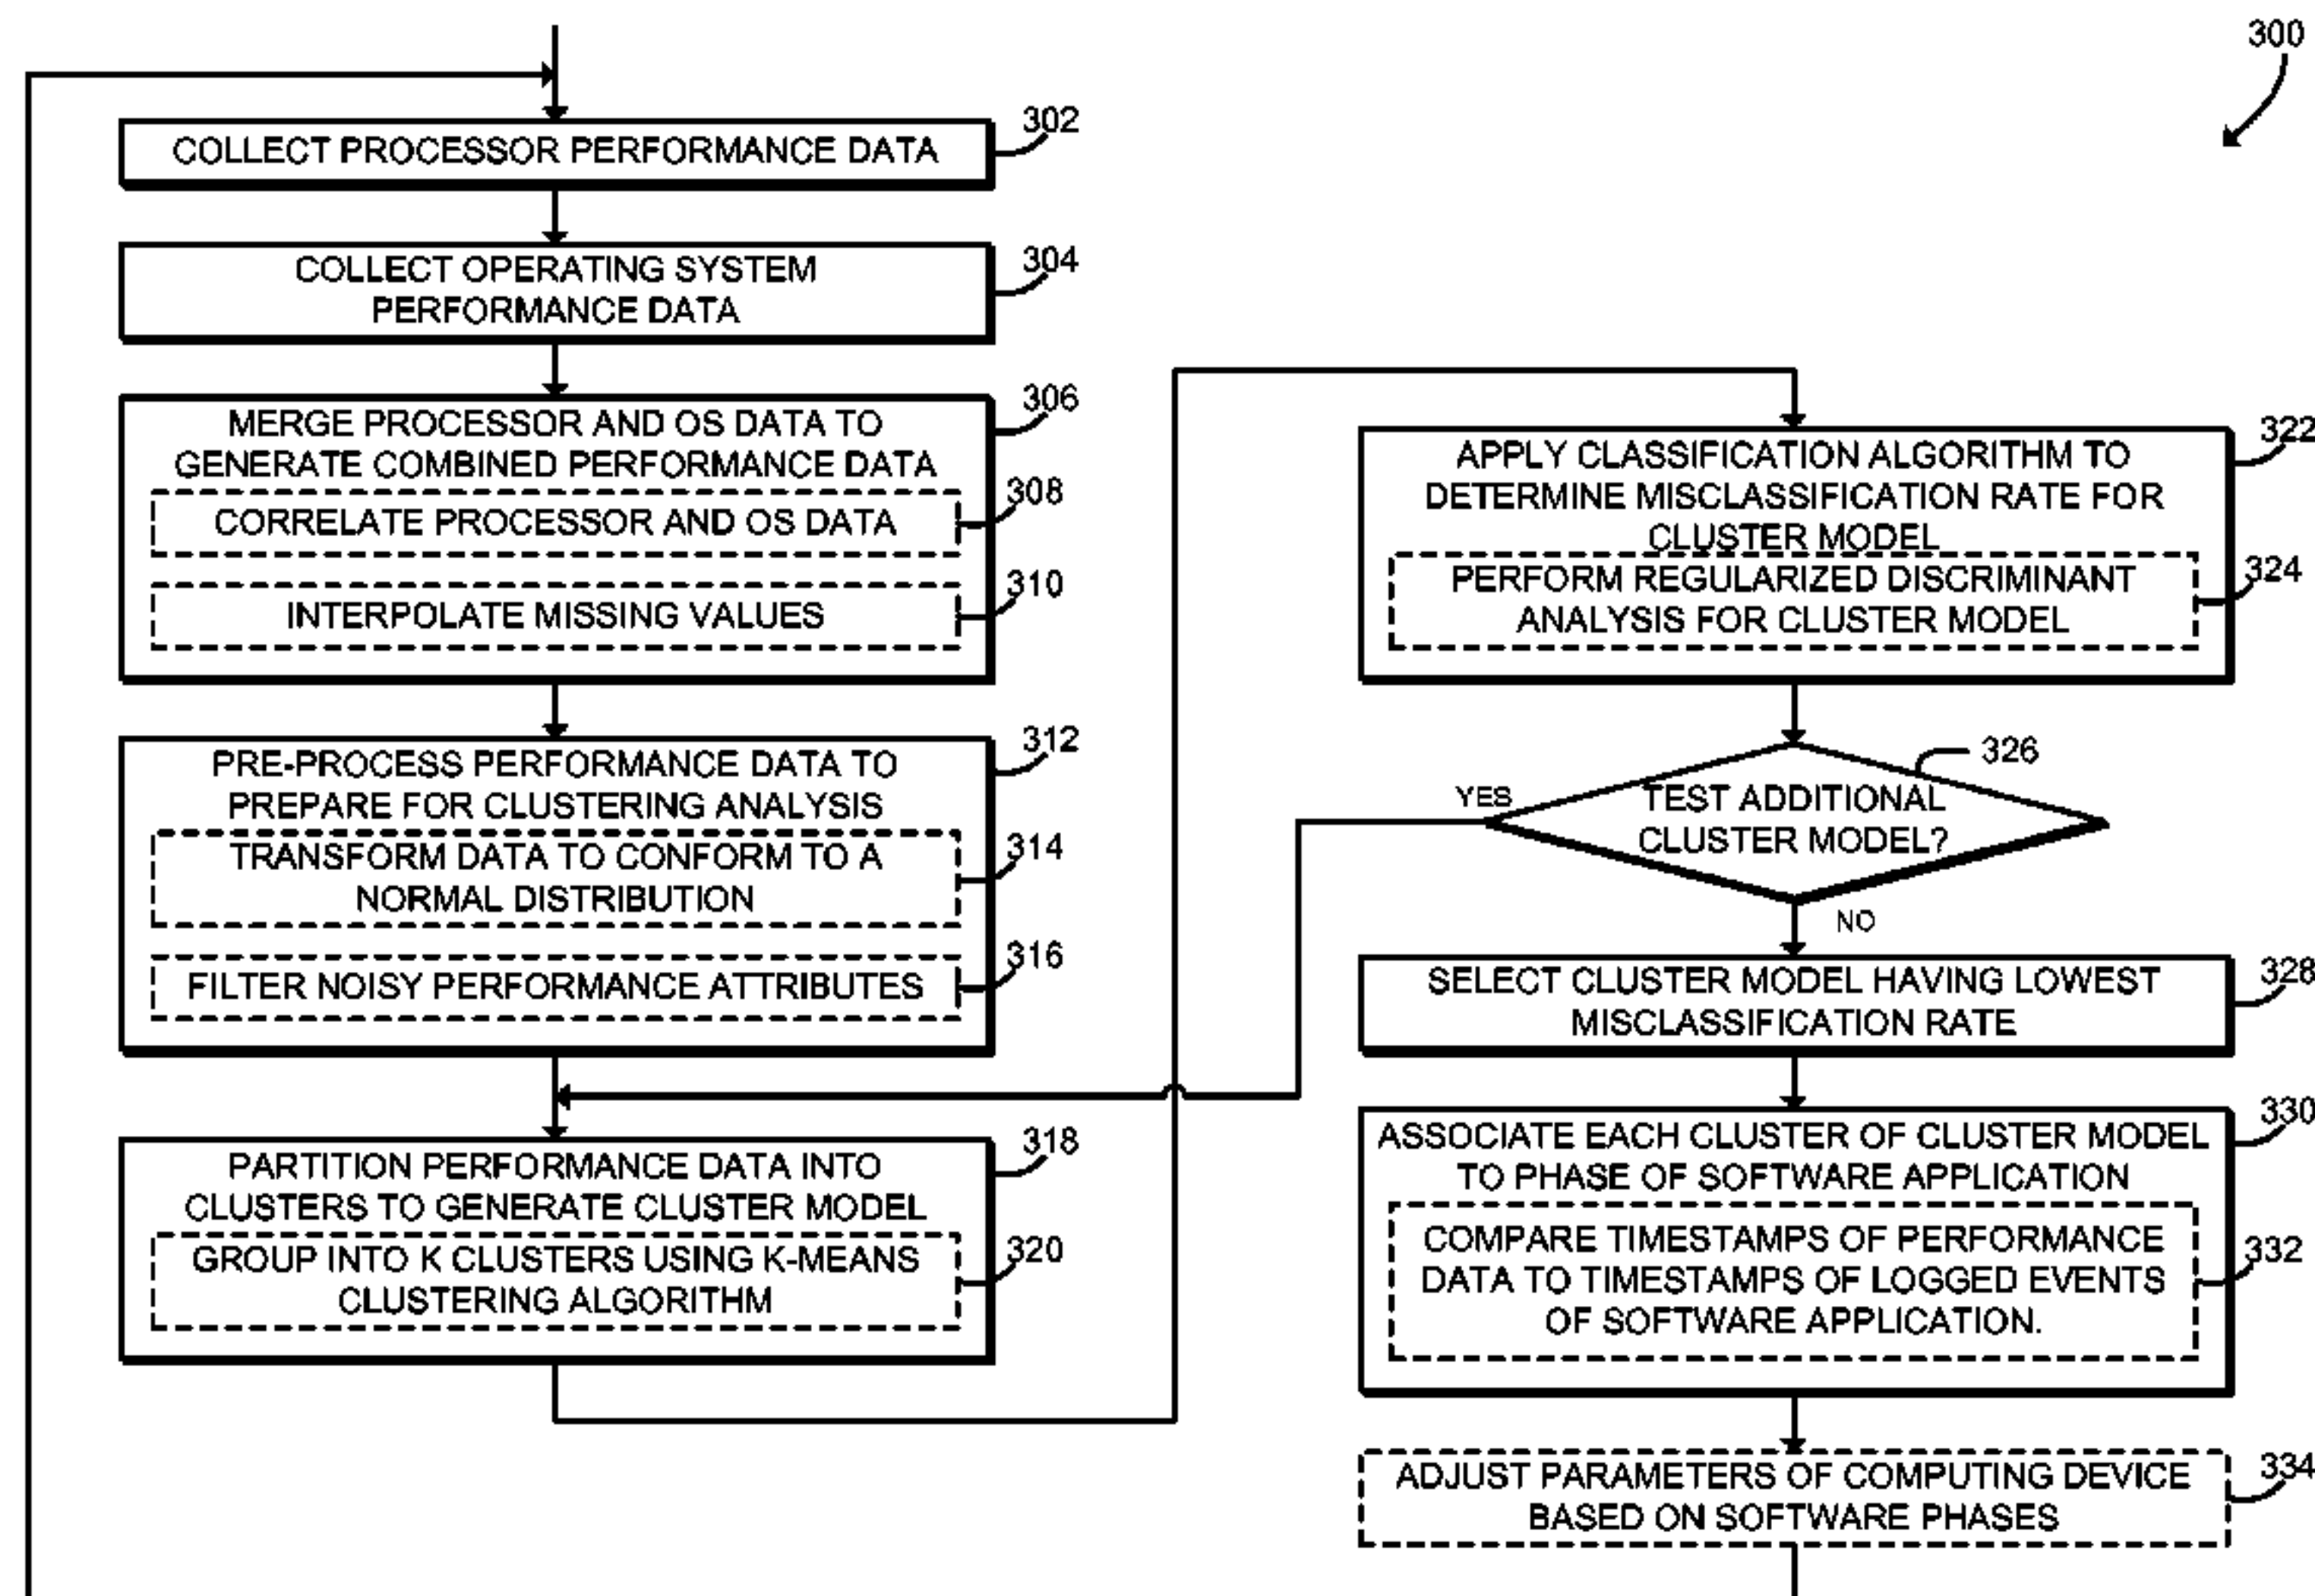 300
302
COLLECT PROCESSOR PERFORMANCE DATA
304
COLLECT OPERATING SYSTEM
PERFORMANCE DATA
306
MERGE PROCESSOR AND OS DATA TO
GENERATE COMBINED PERFORMANCE DATA
308
CORRELATE PROCESSOR AND OS DATA
310
INTERPOLATE MISSING VALUES
312
PRE-PROCESS PERFORMANCE DATA TO
PREPARE FOR CLUSTERING ANALYSIS
314
TRANSFORM DATA TO CONFORM TO A
NORMAL DISTRIBUTION
316
FILTER NOISY PERFORMANCE ATTRIBUTES
318
PARTITION PERFORMANCE DATA INTO
CLUSTERS TO GENERATE CLUSTER MODEL
320
GROUP INTO K CLUSTERS USING K-MEANS
CLUSTERING ALGORITHM
322
APPLY CLASSIFICATION ALGORITHM TO
DETERMINE MISCLASSIFICATION RATE FOR
CLUSTER MODEL
324
PERFORM REGULARIZED DISCRIMINANT
ANALYSIS FOR CLUSTER MODEL
326
YES
TEST ADDITIONAL
CLUSTER MODEL?
NO
328
SELECT CLUSTER MODEL HAVING LOWEST
MISCLASSIFICATION RATE
330
ASSOCIATE EACH CLUSTER OF CLUSTER MODEL
TO PHASE OF SOFTWARE APPLICATION
332
COMPARE TIMESTAMPS OF PERFORMANCE
DATA TO TIMESTAMPS OF LOGGED EVENTS
OF SOFTWARE APPLICATION.
334
ADJUST PARAMETERS OF COMPUTING DEVICE
BASED ON SOFTWARE PHASES